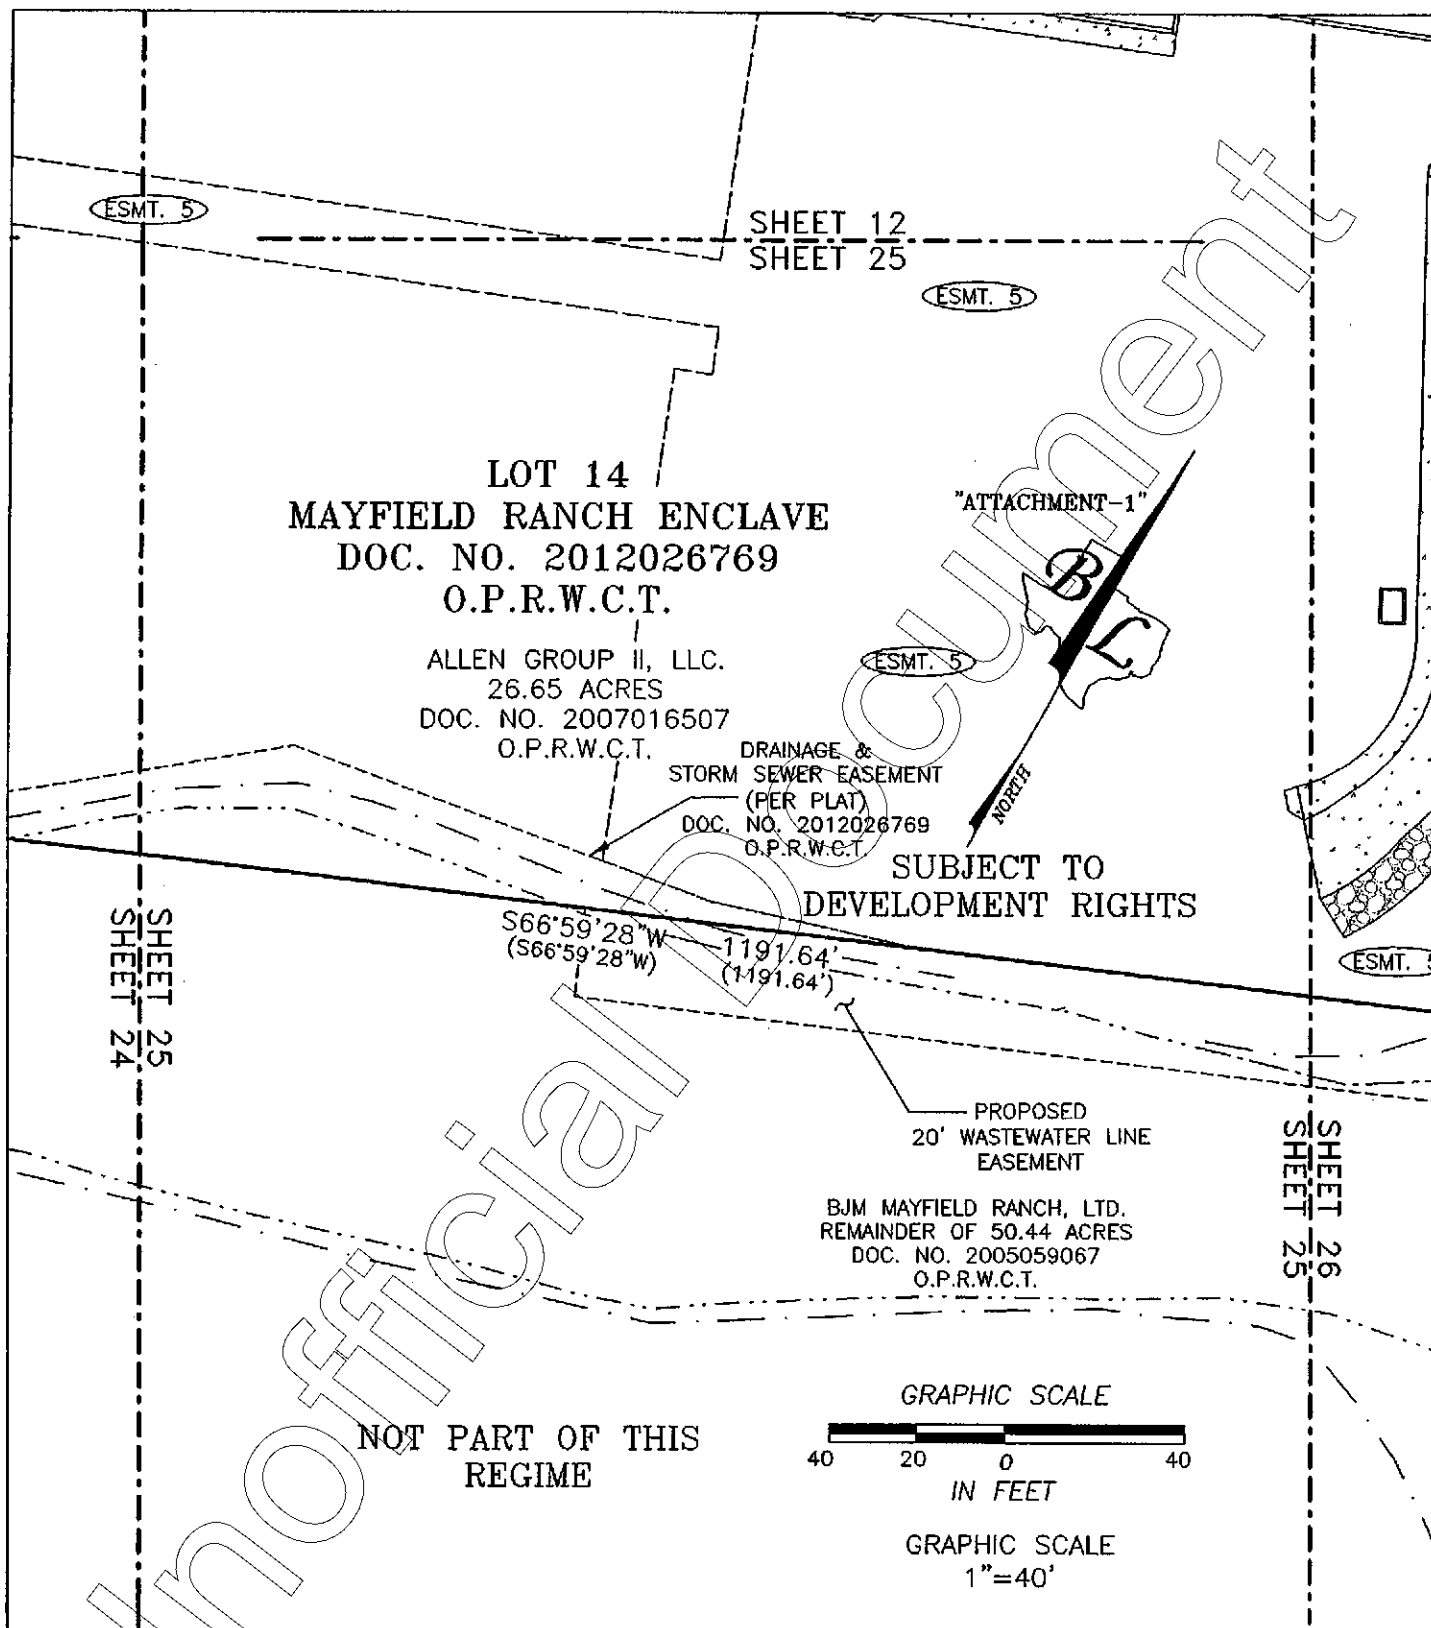 ESMT. 5
SHEET 12
SHEET 25
ESMT. 5
LOT 14
MAYFIELD RANCH ENCLAVE
DOC. NO. 2012026769
O.P.R.W.C.T.
ALLEN GROUP II, LLC.
26.65 ACRES
DOC. NO. 2007016507
O.P.R.W.C.T.
"ATTACHMENT-1"
B
L
NORTH
ESMT. 5
DRAINAGE &
STORM SEWER EASEMENT
(PER PLAT)
DOC. NO. 2012026769
O.P.R.W.C.T.
SUBJECT TO
DEVELOPMENT RIGHTS
S66°59'28"W 1191.64'
(S66°59'28"W) (1191.64')
ESMT. 5
SHEET 25
SHEET 24
PROPOSED
20' WASTEWATER LINE
EASEMENT
BJM MAYFIELD RANCH, LTD.
REMAINDER OF 50.44 ACRES
DOC. NO. 2005059067
O.P.R.W.C.T.
SHEET 26
SHEET 25
NOT PART OF THIS
REGIME
GRAPHIC SCALE
40 20 0 40
IN FEET
GRAPHIC SCALE
1"=40'
Unofficial Document